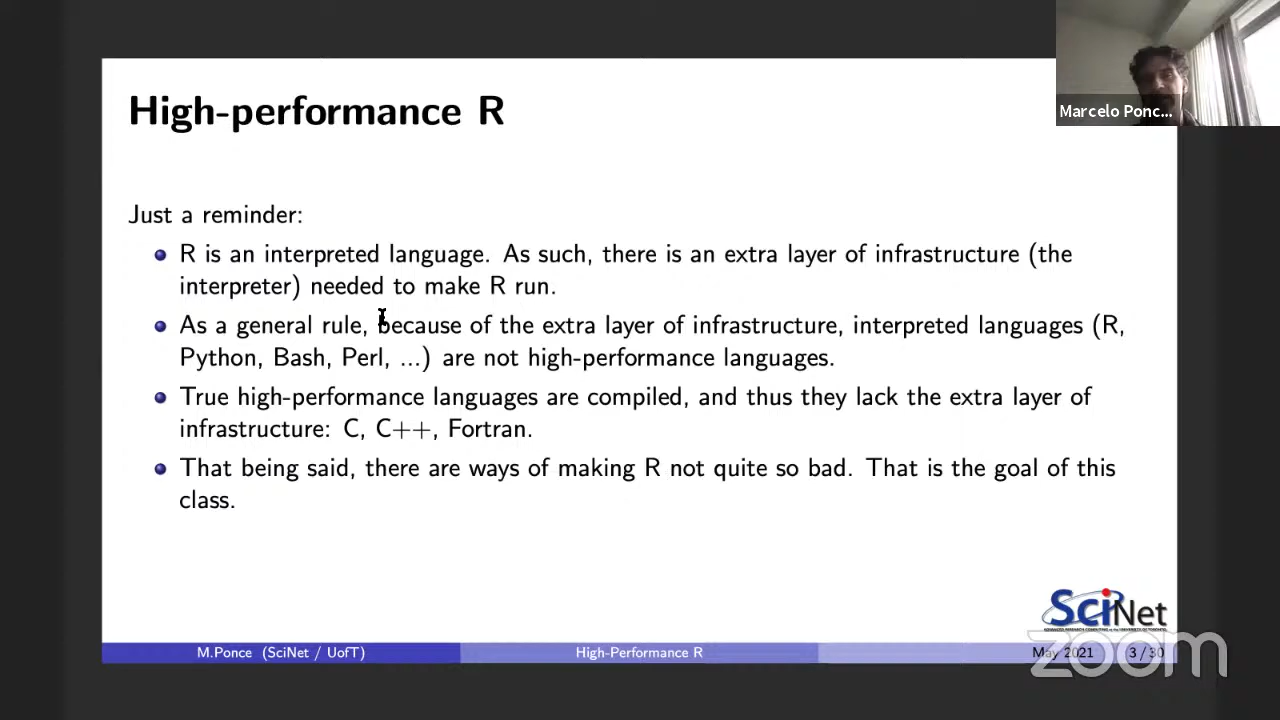 Marcelo Ponc...
High-performance R
Just a reminder:
R is an interpreted language. As such, there is an extra layer of infrastructure (the
interpreter) needed to make R run.
As a general rule, because of the extra layer of infrastructure, interpreted languages (R,
Python, Bash, Perl, ...) are not high-performance languages.
True high-performance languages are compiled, and thus they lack the extra layer of
infrastructure: C, C++, Fortran.
That being said, there are ways of making R not quite so bad. That is the goal of this
class.
SciNet
M.Ponce (SciNet / UofT)
High-Performance R
May 2021
3 / 30
zoom